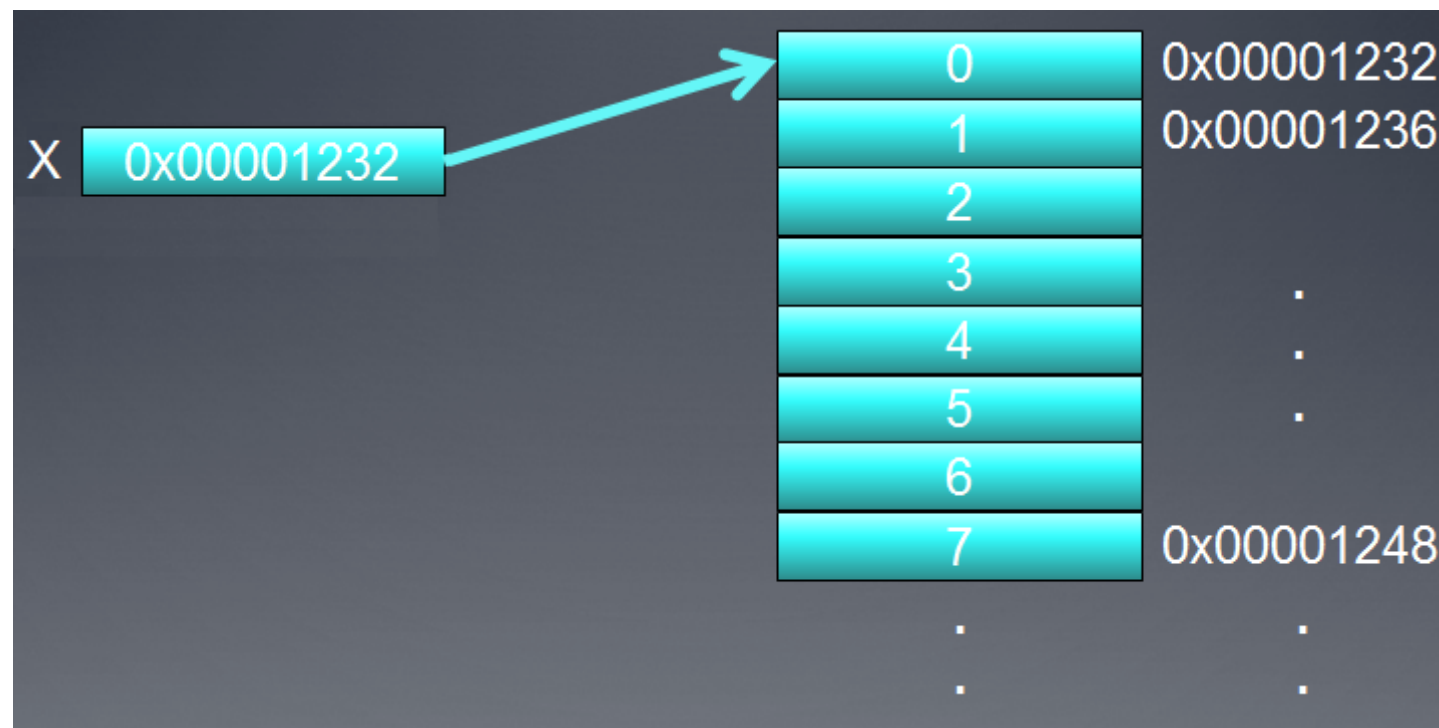 X 0x00001232
0 0x00001232
1 0x00001236
2
3 .
4 .
5 .
6
7 0x00001248
. .
. .